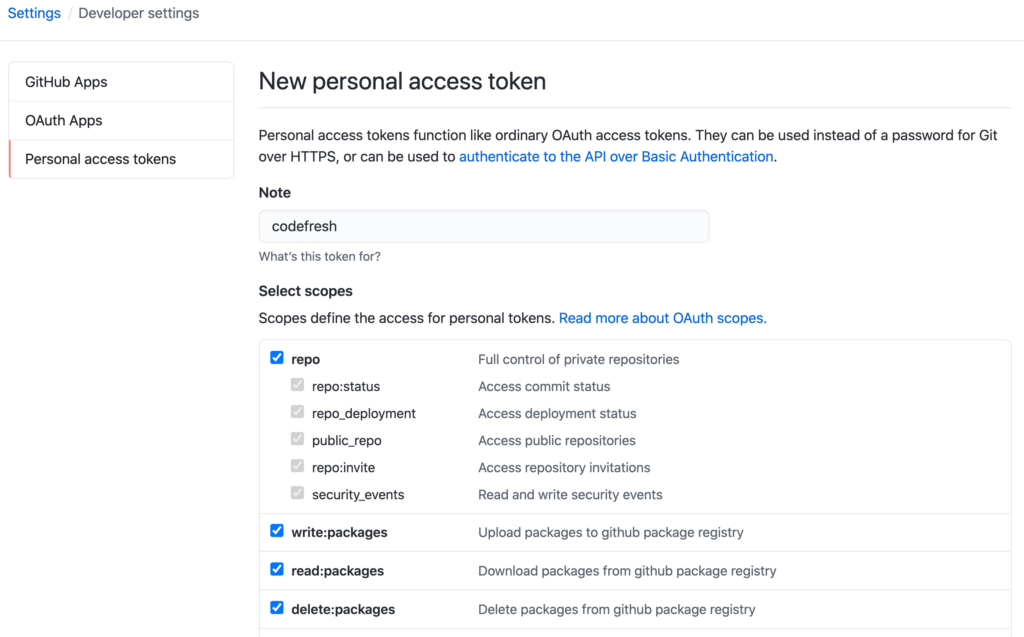 Settings / Developer settings
GitHub Apps
OAuth Apps
Personal access tokens
New personal access token
Personal access tokens function like ordinary OAuth access tokens. They can be used instead of a password for Git
over HTTPS, or can be used to authenticate to the API over Basic Authentication.
Note
codefresh
What's this token for?
Select scopes
Scopes define the access for personal tokens. Read more about OAuth scopes.
repo Full control of private repositories
repo:status Access commit status
repo_deployment Access deployment status
public_repo Access public repositories
repo:invite Access repository invitations
security_events Read and write security events
write:packages Upload packages to github package registry
read:packages Download packages from github package registry
delete:packages Delete packages from github package registry